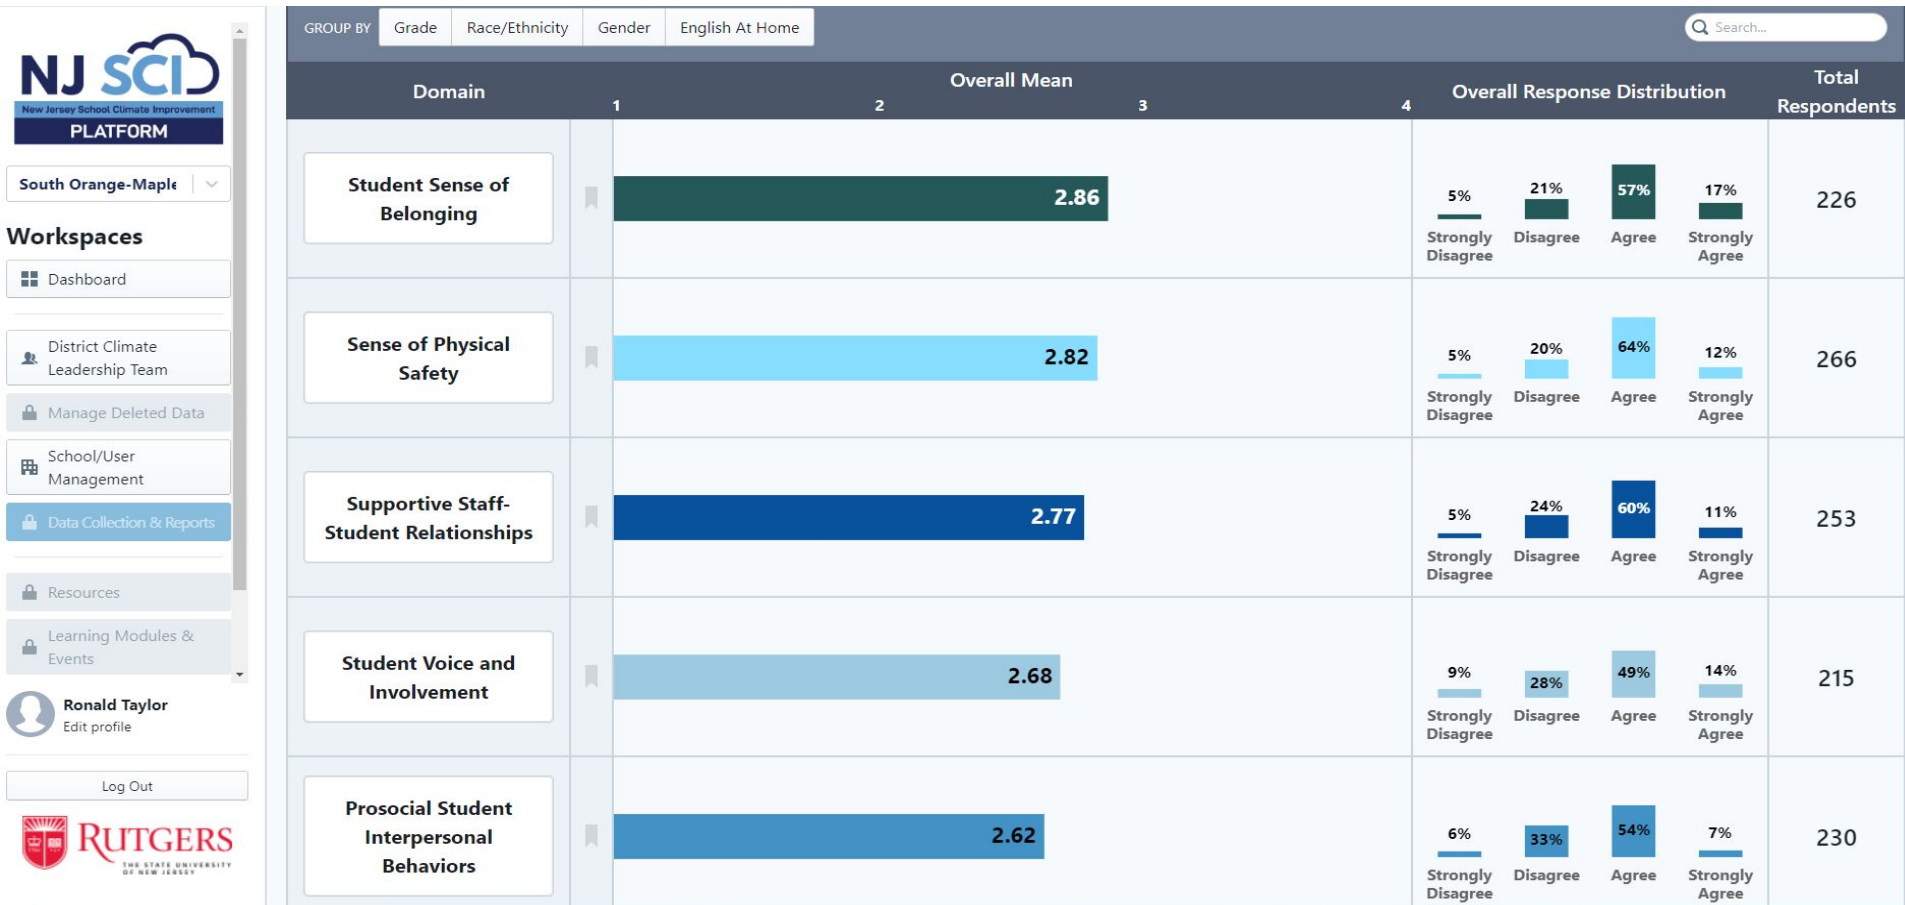 NJ SCI
New Jersey School Climate Improvement
PLATFORM
South Orange-Maple
Workspaces
Dashboard
District Climate
Leadership Team
Manage Deleted Data
School/User
Management
Data Collection & Reports
Resources
Learning Modules &
Events
Ronald Taylor
Edit profile
Log Out
RUTGERS
THE STATE UNIVERSITY
OF NEW JERSEY
GROUP BY Grade Race/Ethnicity Gender English At Home Search...
Domain
Overall Mean
1 2 3 4
Overall Response Distribution
Total
Respondents
Student Sense of
Belonging
2.86
5% 21% 57% 17%
Strongly
Disagree
Disagree
Agree
Strongly
Agree
226
Sense of Physical
Safety
2.82
5% 20% 64% 12%
Strongly
Disagree
Disagree
Agree
Strongly
Agree
266
Supportive Staff-
Student Relationships
2.77
5% 24% 60% 11%
Strongly
Disagree
Disagree
Agree
Strongly
Agree
253
Student Voice and
Involvement
2.68
9% 28% 49% 14%
Strongly
Disagree
Disagree
Agree
Strongly
Agree
215
Prosocial Student
Interpersonal
Behaviors
2.62
6% 33% 54% 7%
Strongly
Disagree
Disagree
Agree
Strongly
Agree
230